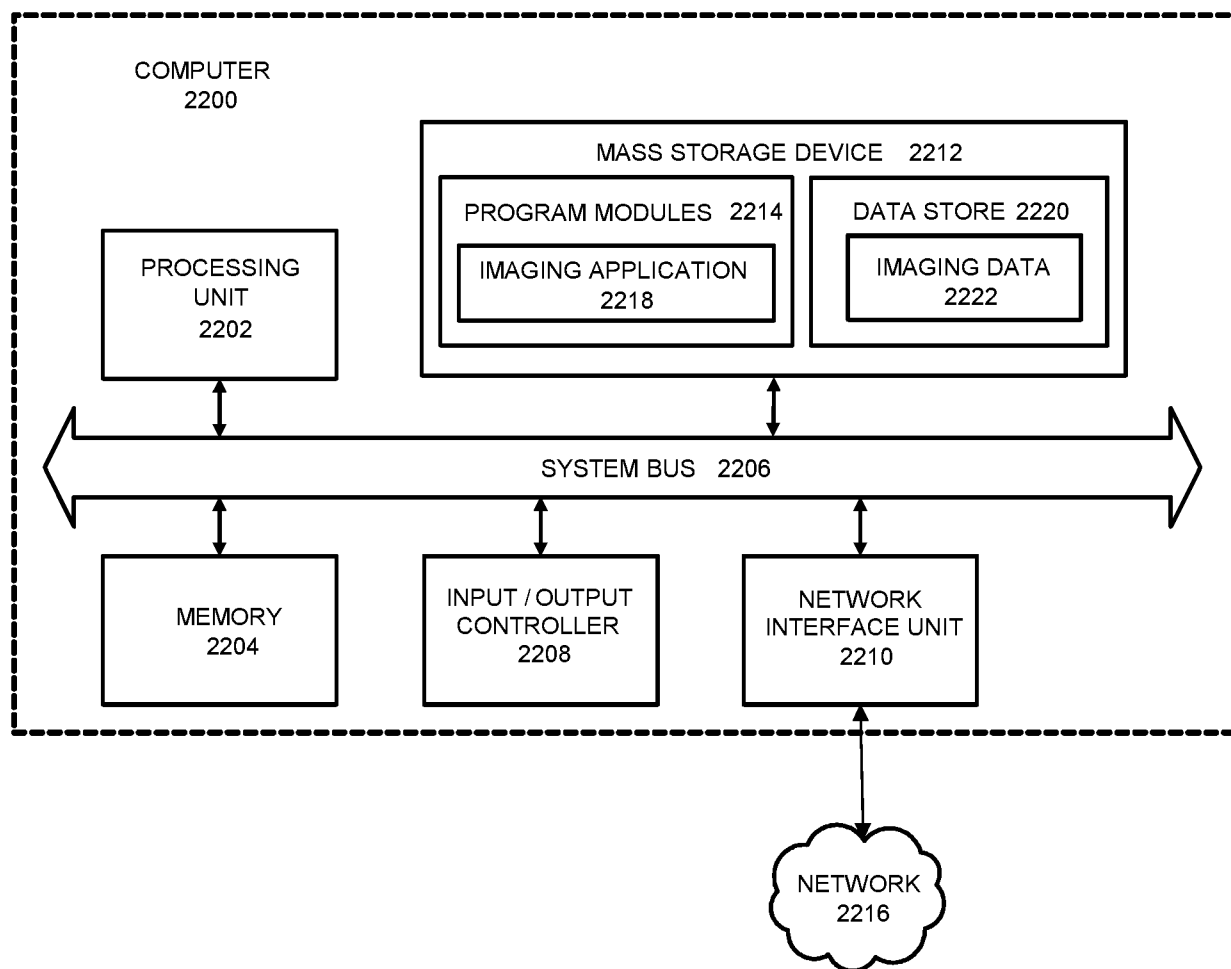 COMPUTER
2200
MASS STORAGE DEVICE 2212
PROGRAM MODULES 2214
IMAGING APPLICATION
2218
DATA STORE 2220
IMAGING DATA
2222
PROCESSING
UNIT
2202
SYSTEM BUS 2206
MEMORY
2204
INPUT / OUTPUT
CONTROLLER
2208
NETWORK
INTERFACE UNIT
2210
NETWORK
2216